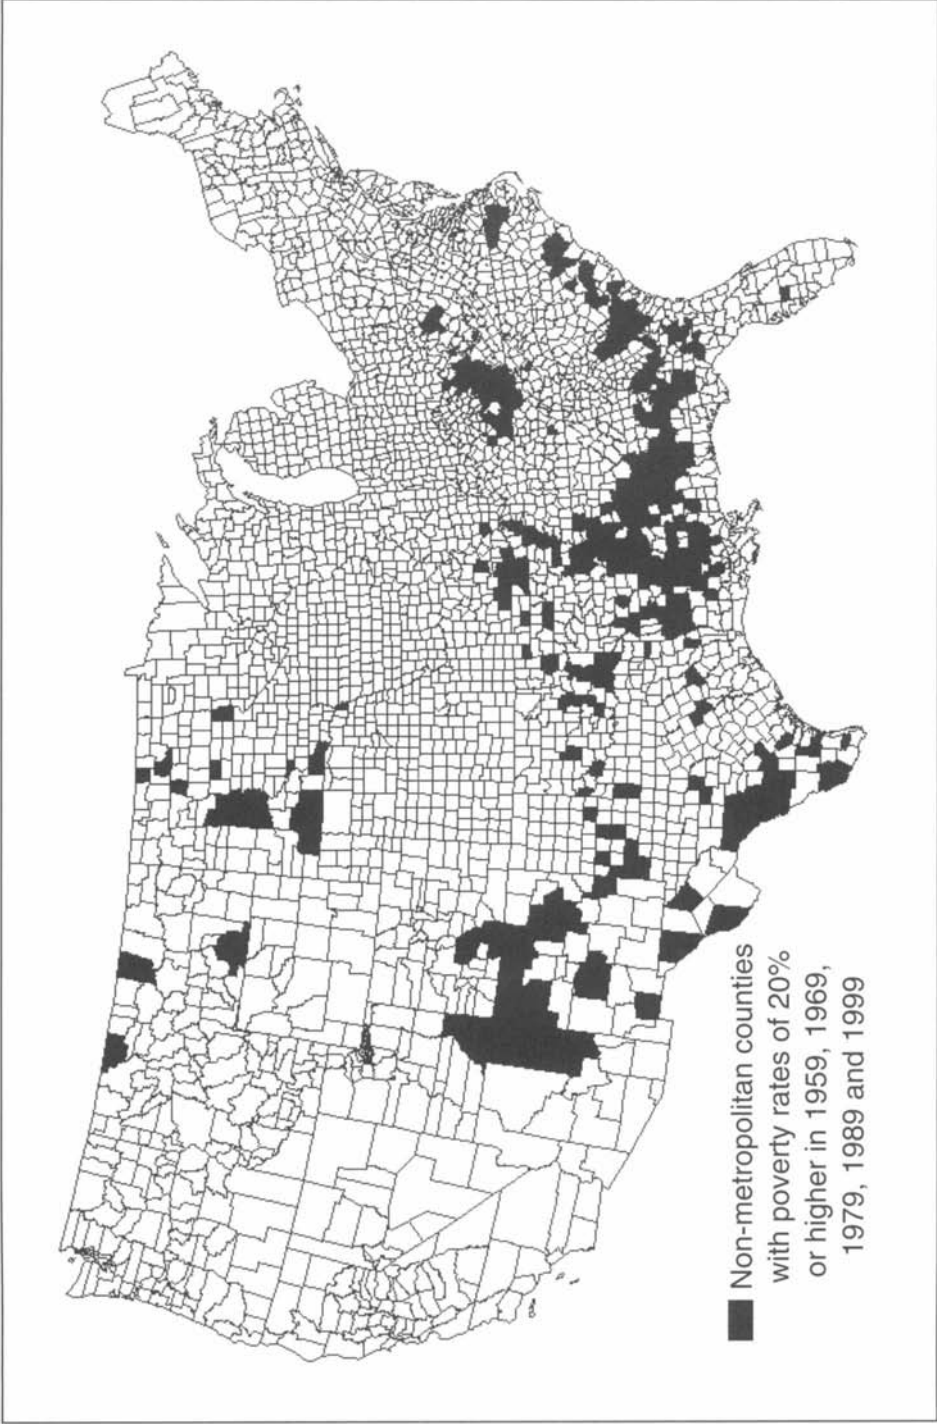 Non-metropolitan counties
with poverty rates of 20%
or higher in 1959, 1969,
1979, 1989 and 1999